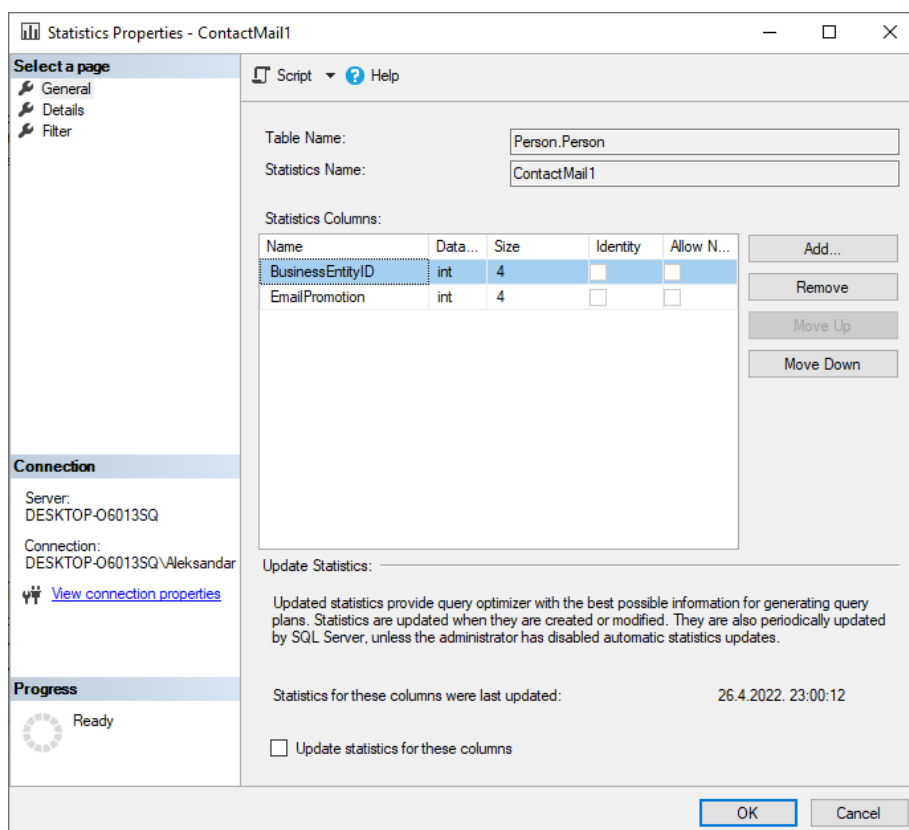 Statistics Properties - ContactMail1
Select a page
General
Details
Filter
Script
Help
Table Name:
Person.Person
Statistics Name:
ContactMail1
Statistics Columns:
Name Data... Size Identity Allow N...
BusinessEntityID int 4
EmailPromotion int 4
Add...
Remove
Move Up
Move Down
Connection
Server:
DESKTOP-O6013SQ
Connection:
DESKTOP-O6013SQ\Aleksandar
View connection properties
Update Statistics:
Updated statistics provide query optimizer with the best possible information for generating query
plans. Statistics are updated when they are created or modified. They are also periodically updated
by SQL Server, unless the administrator has disabled automatic statistics updates.
Progress
Ready
Statistics for these columns were last updated: 26.4.2022. 23:00:12
Update statistics for these columns
OK
Cancel